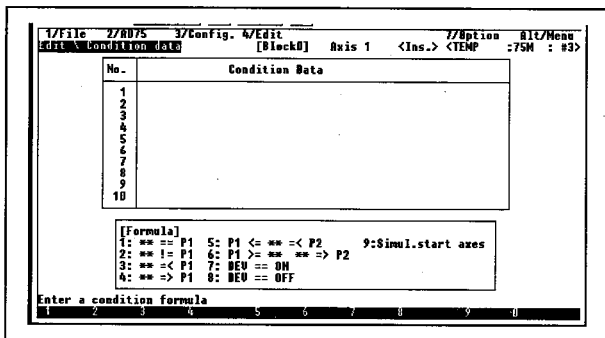 1/File 2/AD75 3/Config. 4/Edit 7/Option Alt/Menu
Edit \ Condition data [Block0] Axis 1 <Ins.> <TEMP :75M : #3>
No. Condition Data
1
2
3
4
5
6
7
8
9
10
[Formula]
1: ** == P1 5: P1 <= ** =< P2 9:Simul.start axes
2: ** != P1 6: P1 >= ** ** => P2
3: ** =< P1 7: DEV == ON
4: ** => P1 8: DEV == OFF
Enter a condition formula
1 2 3 4 5 6 7 8 9 0